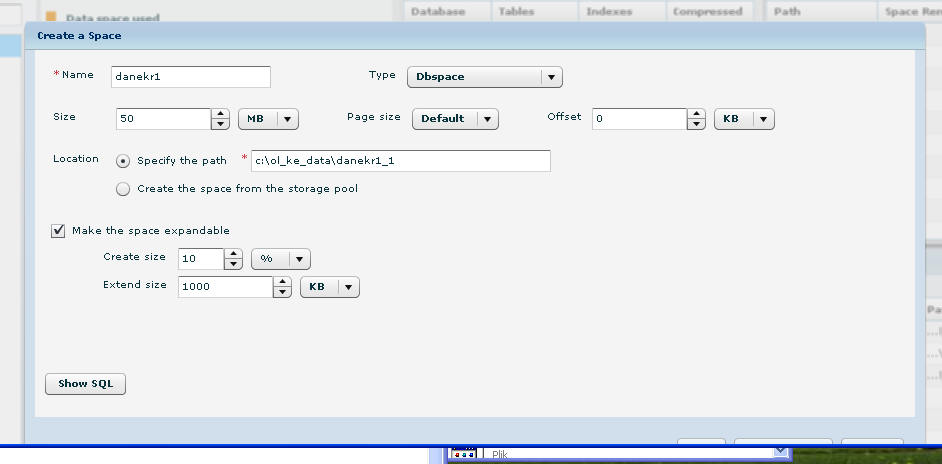 Data space used
Database Tables Indexes Compressed Path
Create a Space
* Name danekr1 Type Dbspace
Size 50 MB Page size Default Offset 0 KB
Location Specify the path * c:\ol_ke_data\danekr1_1
Create the space from the storage pool
Make the space expandable
Create size 10 %
Extend size 1000 KB
Show SQL
Plik